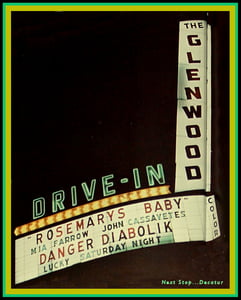 THE
GLENWOOD
DRIVE-IN
COLOR
"ROSEMARYS BABY"
MIA FARROW JOHN CASSAVETES
DANGER DIABOLIK
LUCKY SATURDAY NIGHT
Next Stop...Decatur